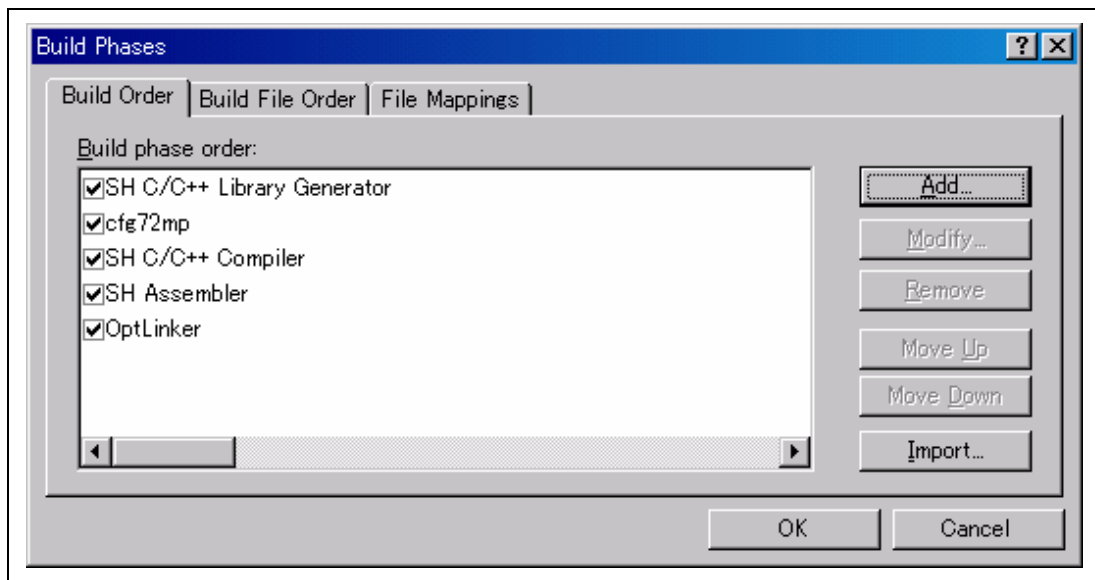 Build Phases
Build Order
Build File Order
File Mappings
Build phase order:
SH C/C++ Library Generator
cfg72mp
SH C/C++ Compiler
SH Assembler
OptLinker
Add...
Modify...
Remove
Move Up
Move Down
Import...
OK
Cancel